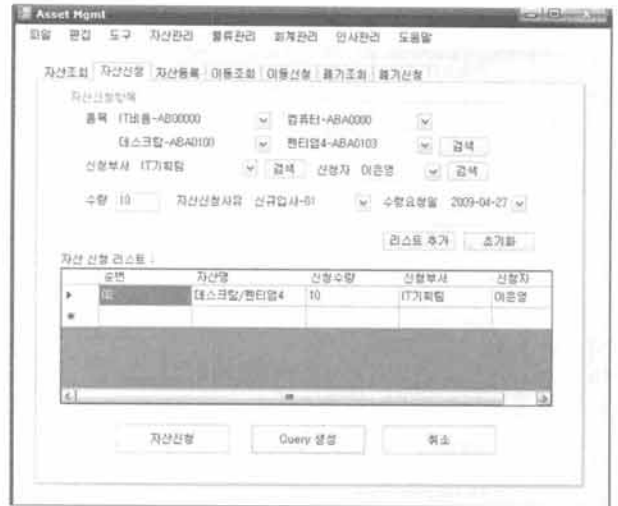 Asset Mgmt
파일 편집 도구 자산관리 물류관리 회계관리 인사관리 도움말
자산조회 자산신청 자산등록 이동조회 이동신청 폐기조회 폐기신청
자산신청항목
품목 IT비품-AB00000 컴퓨터-ABA0000
데스크탑-ABA0100 펜티엄4-ABA0103 검색
신청부서 IT기획팀 검색 신청자 이은영 검색
수량 10 자산신청사유 신규입사-01 수령요청일 2009-04-27
리스트 추가 초기화
자산 신청 리스트 :
순번 자산명 신청수량 신청부서 신청자
데스크탑/펜티엄4 10 IT기획팀 이은영
자산신청 Query 생성 취소